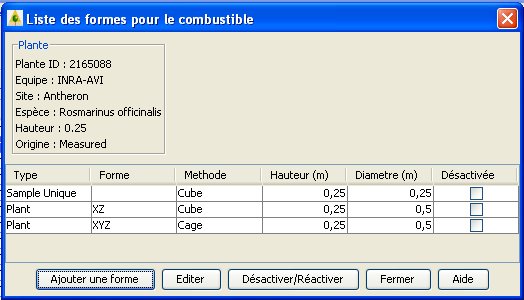 Liste des formes pour le combustible
Plante
Plante ID : 2165088
Equipe : INRA-AVI
Site : Antheron
Espèce : Rosmarinus officinalis
Hauteur : 0.25
Origine : Measured
Type Forme Methode Hauteur (m) Diametre (m) Désactivée
Sample Unique Cube 0,25 0,25
Plant XZ Cube 0,25 0,5
Plant XYZ Cage 0,25 0,5
Ajouter une forme Editer Désactiver/Réactiver Fermer Aide